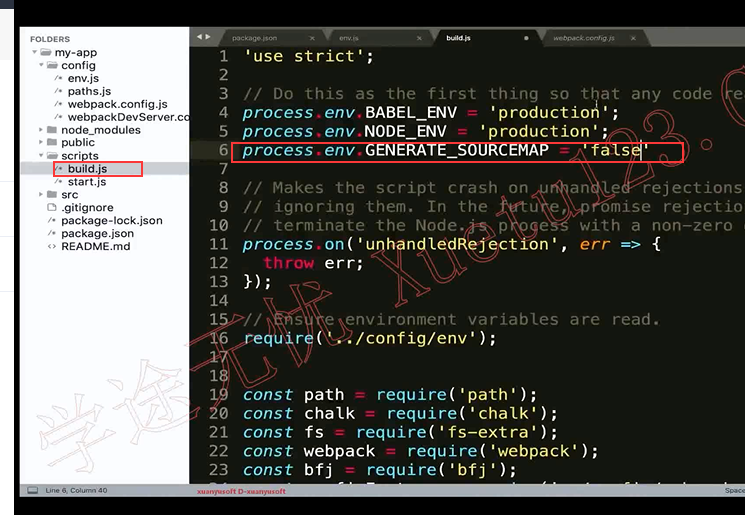 FOLDERS
my-app
config
env.js
paths.js
webpack.config.js
webpackDevServer.co
node_modules
public
scripts
build.js
start.js
src
.gitignore
package-lock.json
package.json
README.md
package.json
env.js
build.js
webpack.config.js
1 'use strict';
2
3 // Do this as the first thing so that any code rea
4 process.env.BABEL_ENV = 'production';
5 process.env.NODE_ENV = 'production';
6 process.env.GENERATE_SOURCEMAP = 'false'
7
8 // Makes the script crash on unhandled rejections
9 // ignoring them. In the future, promise rejectio
10 // terminate the Node.js process with a non-zero
11 process.on('unhandledRejection', err => {
12 throw err;
13 });
14
15 // Ensure environment variables are read.
16 require('../config/env');
17
18
19 const path = require('path');
20 const chalk = require('chalk');
21 const fs = require('fs-extra');
22 const webpack = require('webpack');
23 const bfj = require('bfj');
学途无忧 Xuetu123.c
Line 6, Column 40
xuanyusoft D-xuanyusoft
Space